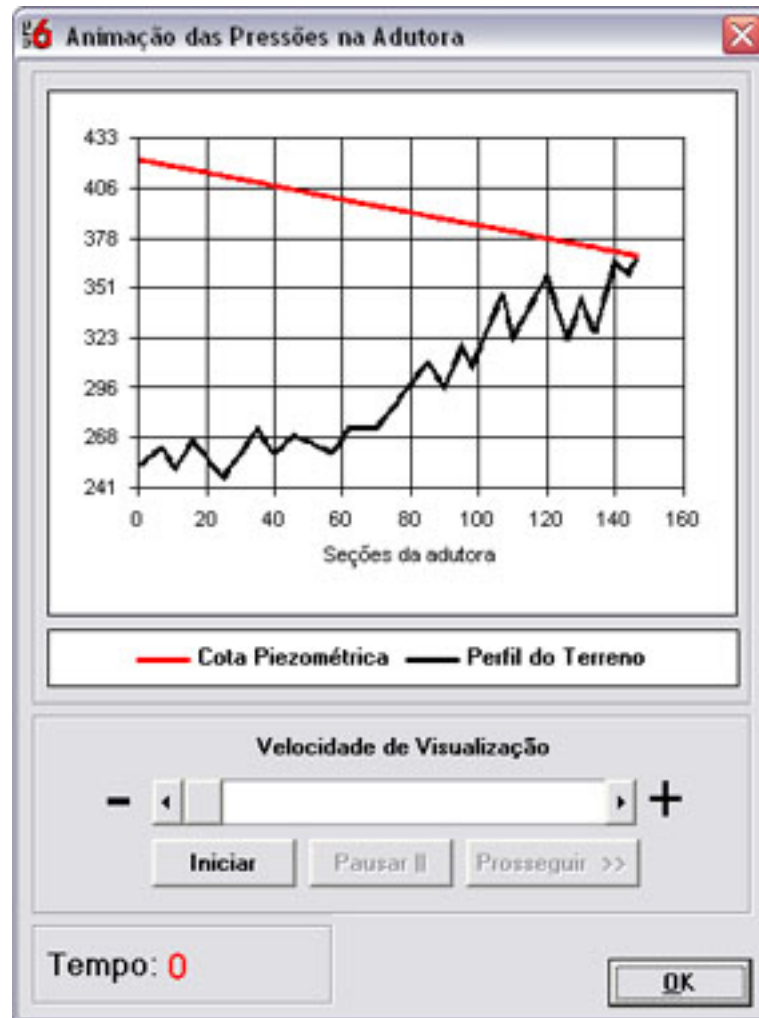 Animação das Pressões na Adutora
433
406
378
351
323
296
268
241
0 20 40 60 80 100 120 140 160
Seções da adutora
Cota Piezométrica Perfil do Terreno
Velocidade de Visualização
- +
Iniciar Pausar II Prosseguir >>
Tempo: 0
OK